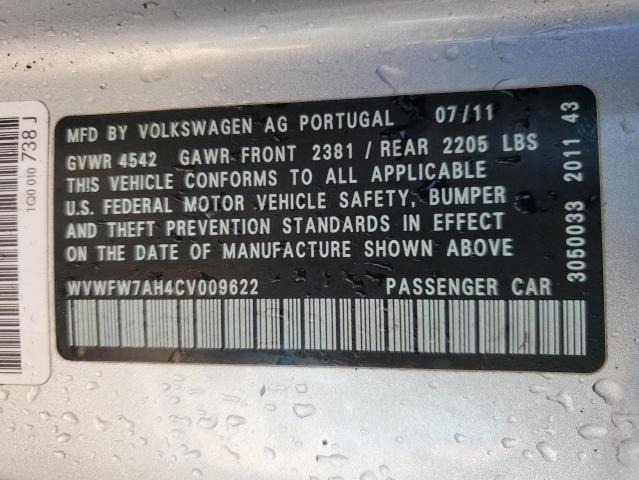 MFD BY VOLKSWAGEN AG PORTUGAL 07/11
GVWR 4542 GAWR FRONT 2381 / REAR 2205 LBS
THIS VEHICLE CONFORMS TO ALL APPLICABLE
U.S. FEDERAL MOTOR VEHICLE SAFETY, BUMPER
AND THEFT PREVENTION STANDARDS IN EFFECT
ON THE DATE OF MANUFACTURE SHOWN ABOVE
WVWFW7AH4CV009622 PASSENGER CAR
3050033 2011 43
1Q0 010 738 J